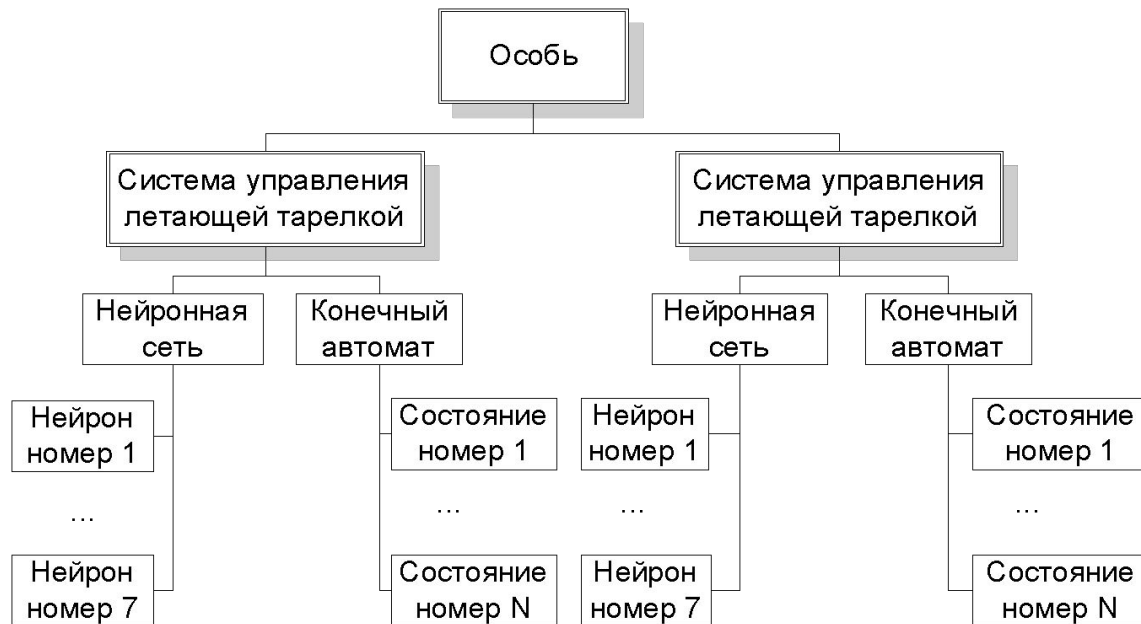 Особь
Система управления
летающей тарелкой
Система управления
летающей тарелкой
Нейронная
сеть
Конечный
автомат
Нейронная
сеть
Конечный
автомат
Нейрон
номер 1
Состояние
номер 1
Нейрон
номер 1
Состояние
номер 1
...
...
...
...
Нейрон
номер 7
Состояние
номер N
Нейрон
номер 7
Состояние
номер N